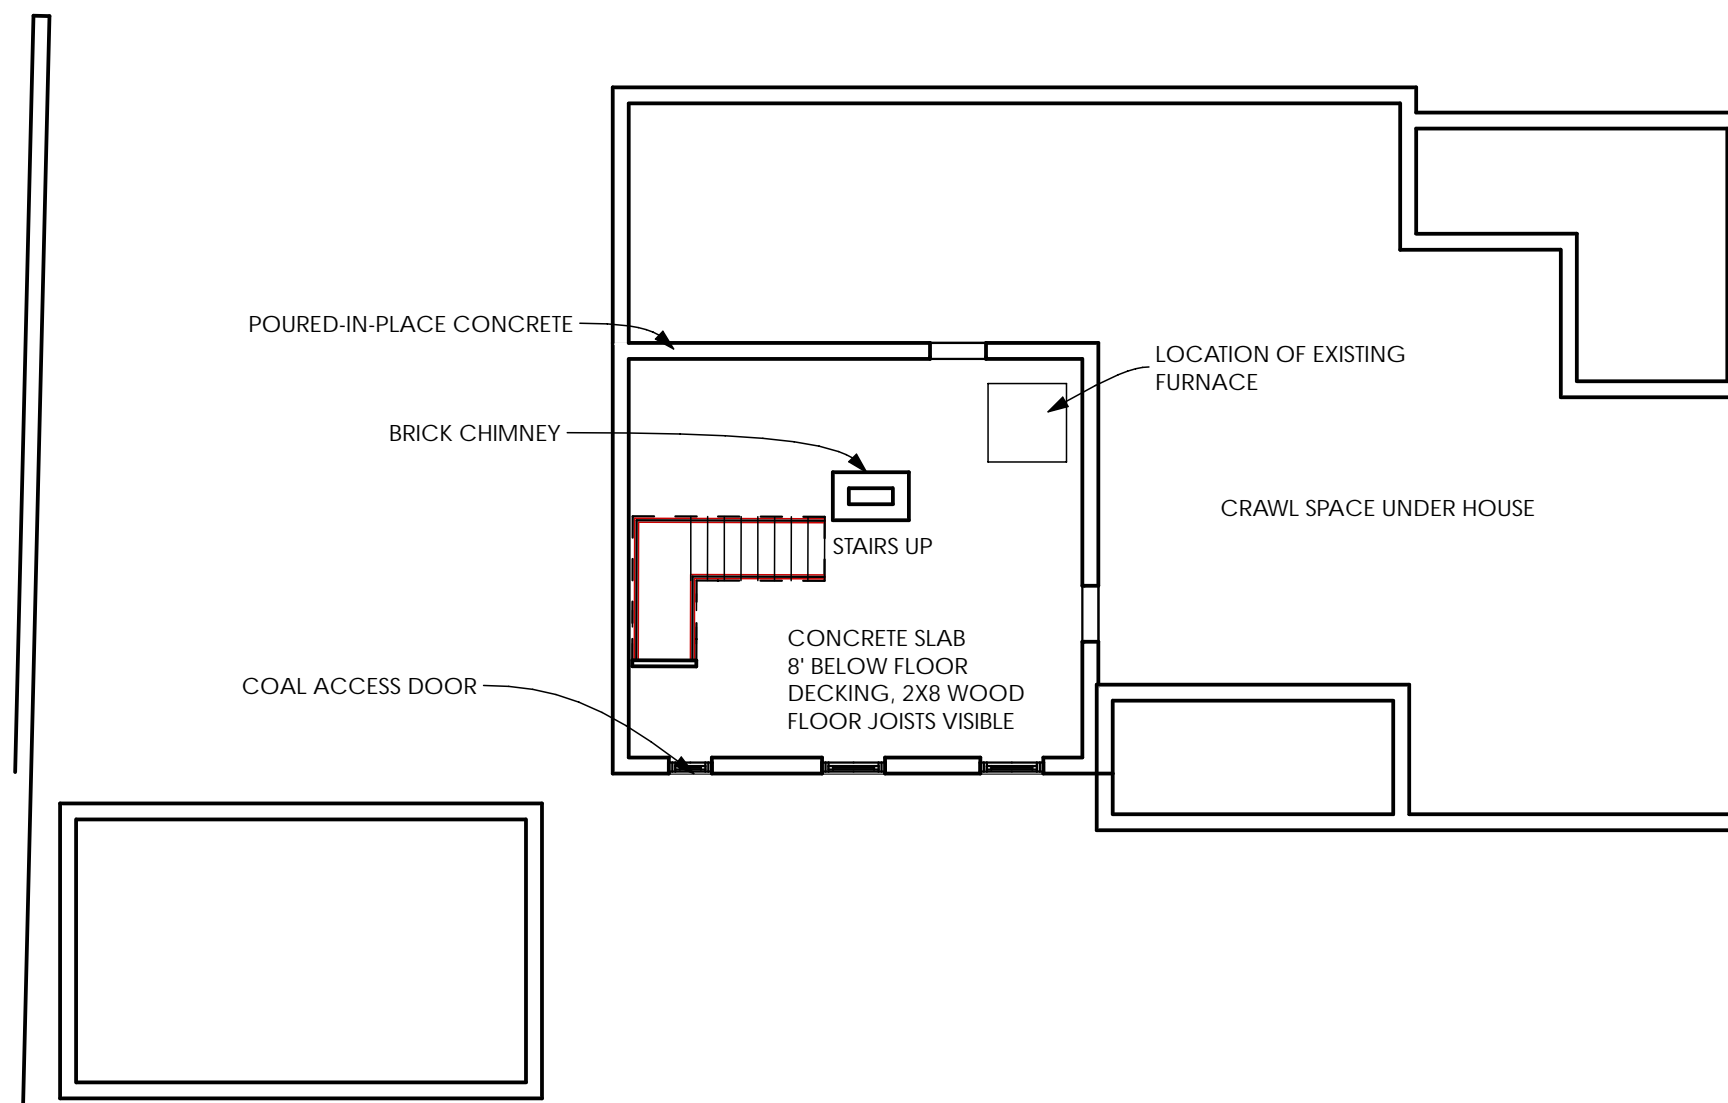 POURED-IN-PLACE CONCRETE
LOCATION OF EXISTING
FURNACE
BRICK CHIMNEY
CRAWL SPACE UNDER HOUSE
STAIRS UP
CONCRETE SLAB
8' BELOW FLOOR
DECKING, 2X8 WOOD
FLOOR JOISTS VISIBLE
COAL ACCESS DOOR